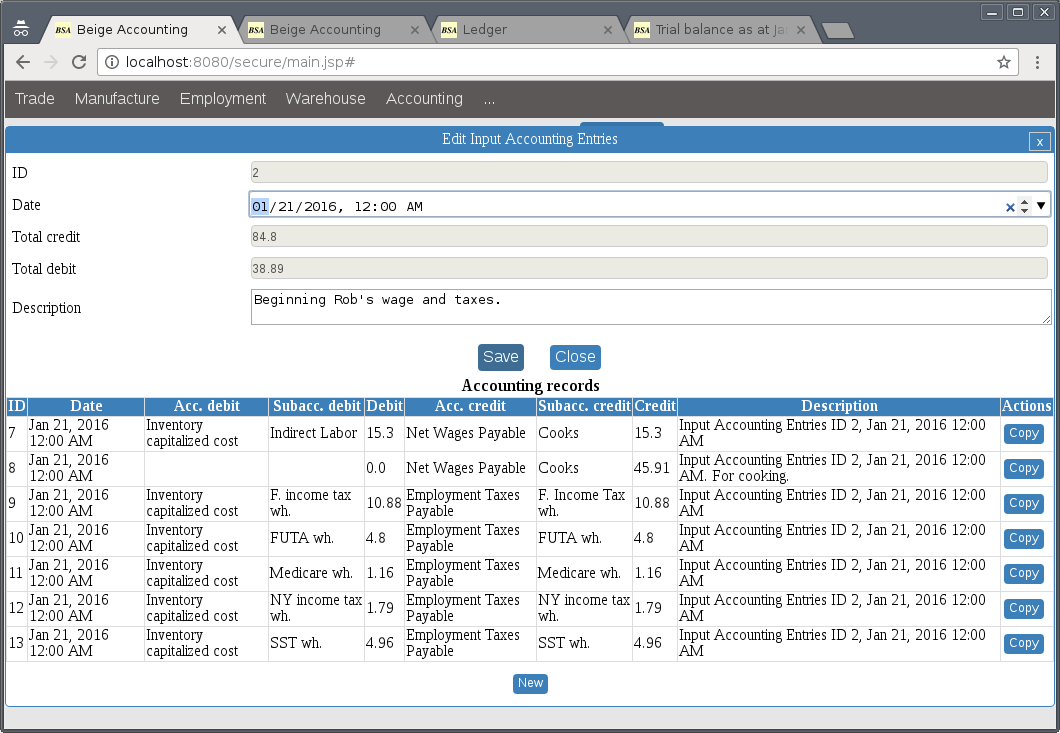 BSA Beige Accounting BSA Beige Accounting BSA Ledger BSA Trial balance as at Ja
localhost:8080/secure/main.jsp#
Trade Manufacture Employment Warehouse Accounting ...
Edit Input Accounting Entries x
ID 2
Date 01/21/2016, 12:00 AM
Total credit 84.8
Total debit 38.89
Description Beginning Rob's wage and taxes.
Save Close
Accounting records
ID Date Acc. debit Subacc. debit Debit Acc. credit Subacc. credit Credit Description Actions
7 Jan 21, 2016 12:00 AM Inventory capitalized cost Indirect Labor 15.3 Net Wages Payable Cooks 15.3 Input Accounting Entries ID 2, Jan 21, 2016 12:00 AM Copy
8 Jan 21, 2016 12:00 AM 0.0 Net Wages Payable Cooks 45.91 Input Accounting Entries ID 2, Jan 21, 2016 12:00 AM. For cooking. Copy
9 Jan 21, 2016 12:00 AM Inventory capitalized cost F. income tax wh. 10.88 Employment Taxes Payable F. Income Tax wh. 10.88 Input Accounting Entries ID 2, Jan 21, 2016 12:00 AM Copy
10 Jan 21, 2016 12:00 AM Inventory capitalized cost FUTA wh. 4.8 Employment Taxes Payable FUTA wh. 4.8 Input Accounting Entries ID 2, Jan 21, 2016 12:00 AM Copy
11 Jan 21, 2016 12:00 AM Inventory capitalized cost Medicare wh. 1.16 Employment Taxes Payable Medicare wh. 1.16 Input Accounting Entries ID 2, Jan 21, 2016 12:00 AM Copy
12 Jan 21, 2016 12:00 AM Inventory capitalized cost NY income tax wh. 1.79 Employment Taxes Payable NY income tax wh. 1.79 Input Accounting Entries ID 2, Jan 21, 2016 12:00 AM Copy
13 Jan 21, 2016 12:00 AM Inventory capitalized cost SST wh. 4.96 Employment Taxes Payable SST wh. 4.96 Input Accounting Entries ID 2, Jan 21, 2016 12:00 AM Copy
New